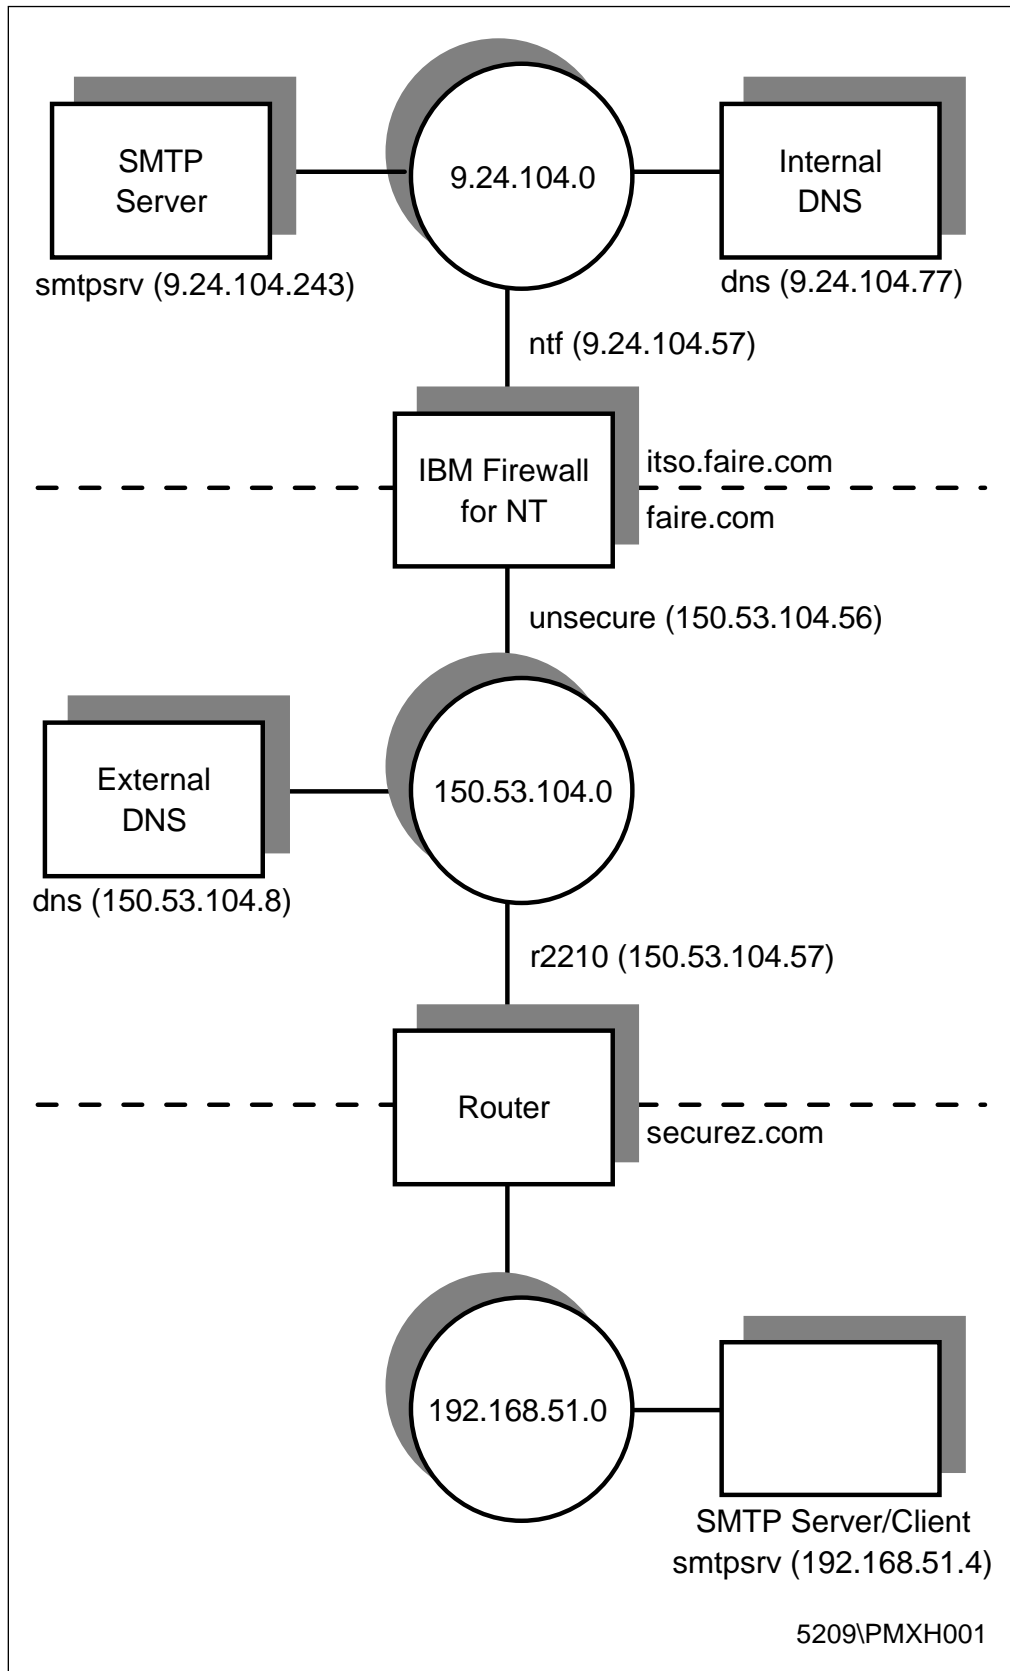 SMTP
Server
9.24.104.0
Internal
DNS
smtpsrv (9.24.104.243)
dns (9.24.104.77)
ntf (9.24.104.57)
IBM Firewall
for NT
itso.faire.com
faire.com
unsecure (150.53.104.56)
External
DNS
150.53.104.0
dns (150.53.104.8)
r2210 (150.53.104.57)
Router
securez.com
192.168.51.0
SMTP Server/Client
smtpsrv (192.168.51.4)
5209\PMXH001